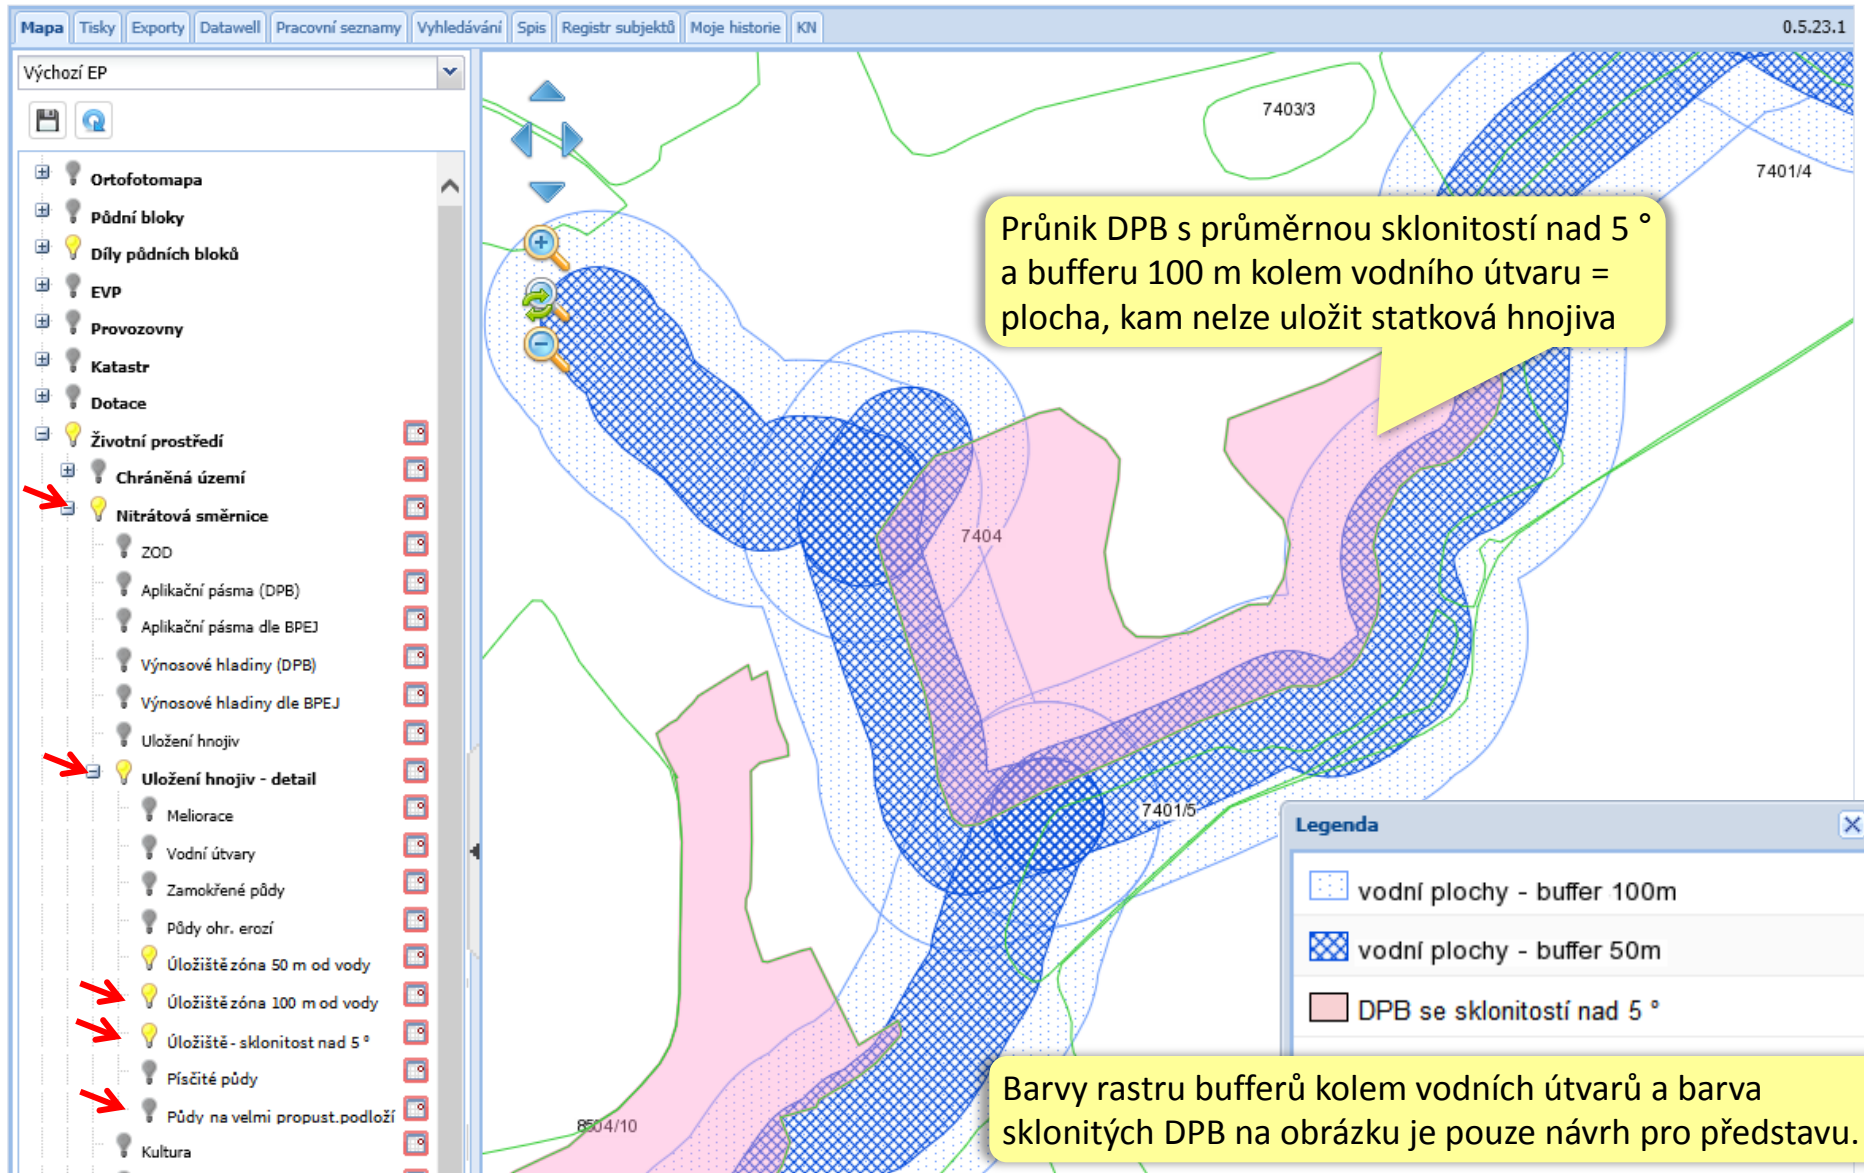 Mapa Tisky Exporty Datawell Pracovní seznamy Vyhledávání Spis Registr subjektů Moje historie KN 0.5.23.1
Výchozí EP
Ortofotomapa
Půdní bloky
Díly půdních bloků
EVP
Provozovny
Katastr
Dotace
Životní prostředí
Chráněná území
Nitrátová směrnice
ZOD
Aplikační pásma (DPB)
Aplikační pásma dle BPEJ
Výnosové hladiny (DPB)
Výnosové hladiny dle BPEJ
Uložení hnojiv
Uložení hnojiv - detail
Meliorace
Vodní útvary
Zamokřené půdy
Půdy ohr. erozí
Úložiště zóna 50 m od vody
Úložiště zóna 100 m od vody
Úložiště - sklonitost nad 5 °
Písčité půdy
Půdy na velmi propust.podloží
Kultura
7403/3
7401/4
Průnik DPB s průměrnou sklonitostí nad 5 °
a bufferu 100 m kolem vodního útvaru =
plocha, kam nelze uložit statková hnojiva
7404
7401/5
8504/10
Legenda
vodní plochy - buffer 100m
vodní plochy - buffer 50m
DPB se sklonitostí nad 5 °
Barvy rastru bufferů kolem vodních útvarů a barva
sklonitých DPB na obrázku je pouze návrh pro představu.